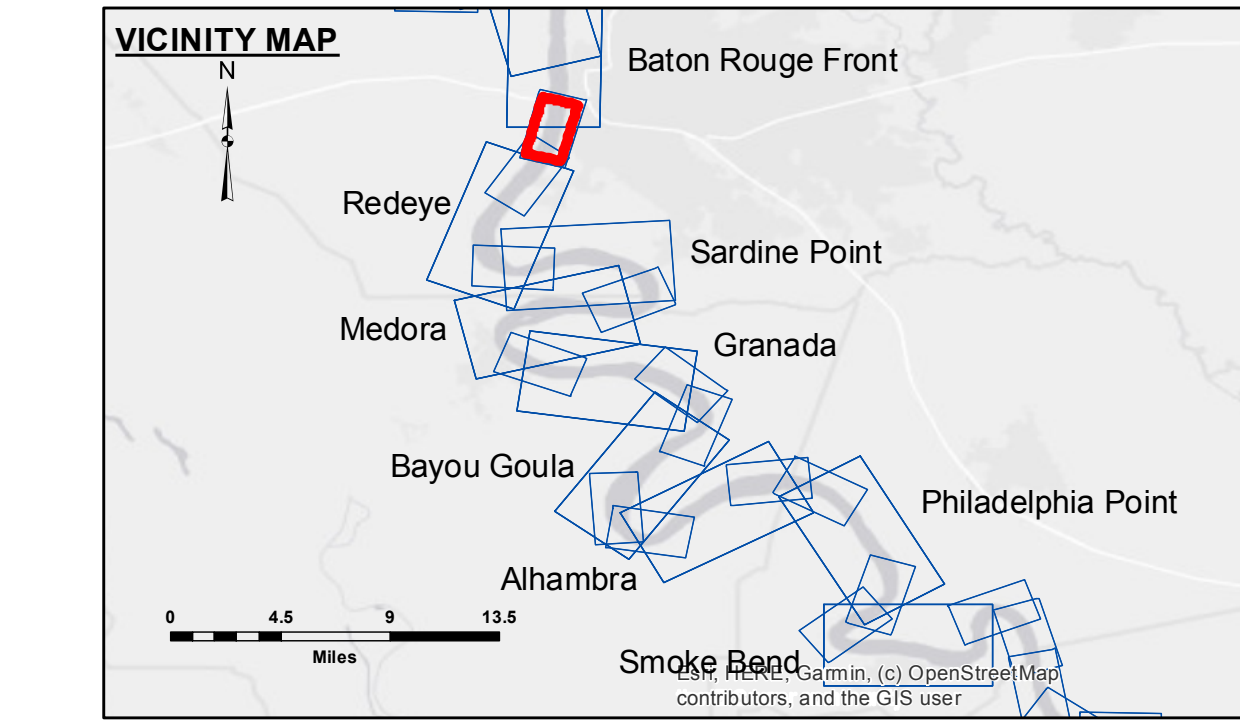 VICINITY MAP
N
Baton Rouge Front
Redeye
Sardine Point
Medora
Granada
Bayou Goula
Philadelphia Point
Alhambra
0 4.5 9 13.5
Miles
Smoke Bend
Esri, HERE, Garmin, (c) OpenStreetMap
contributors, and the GIS user